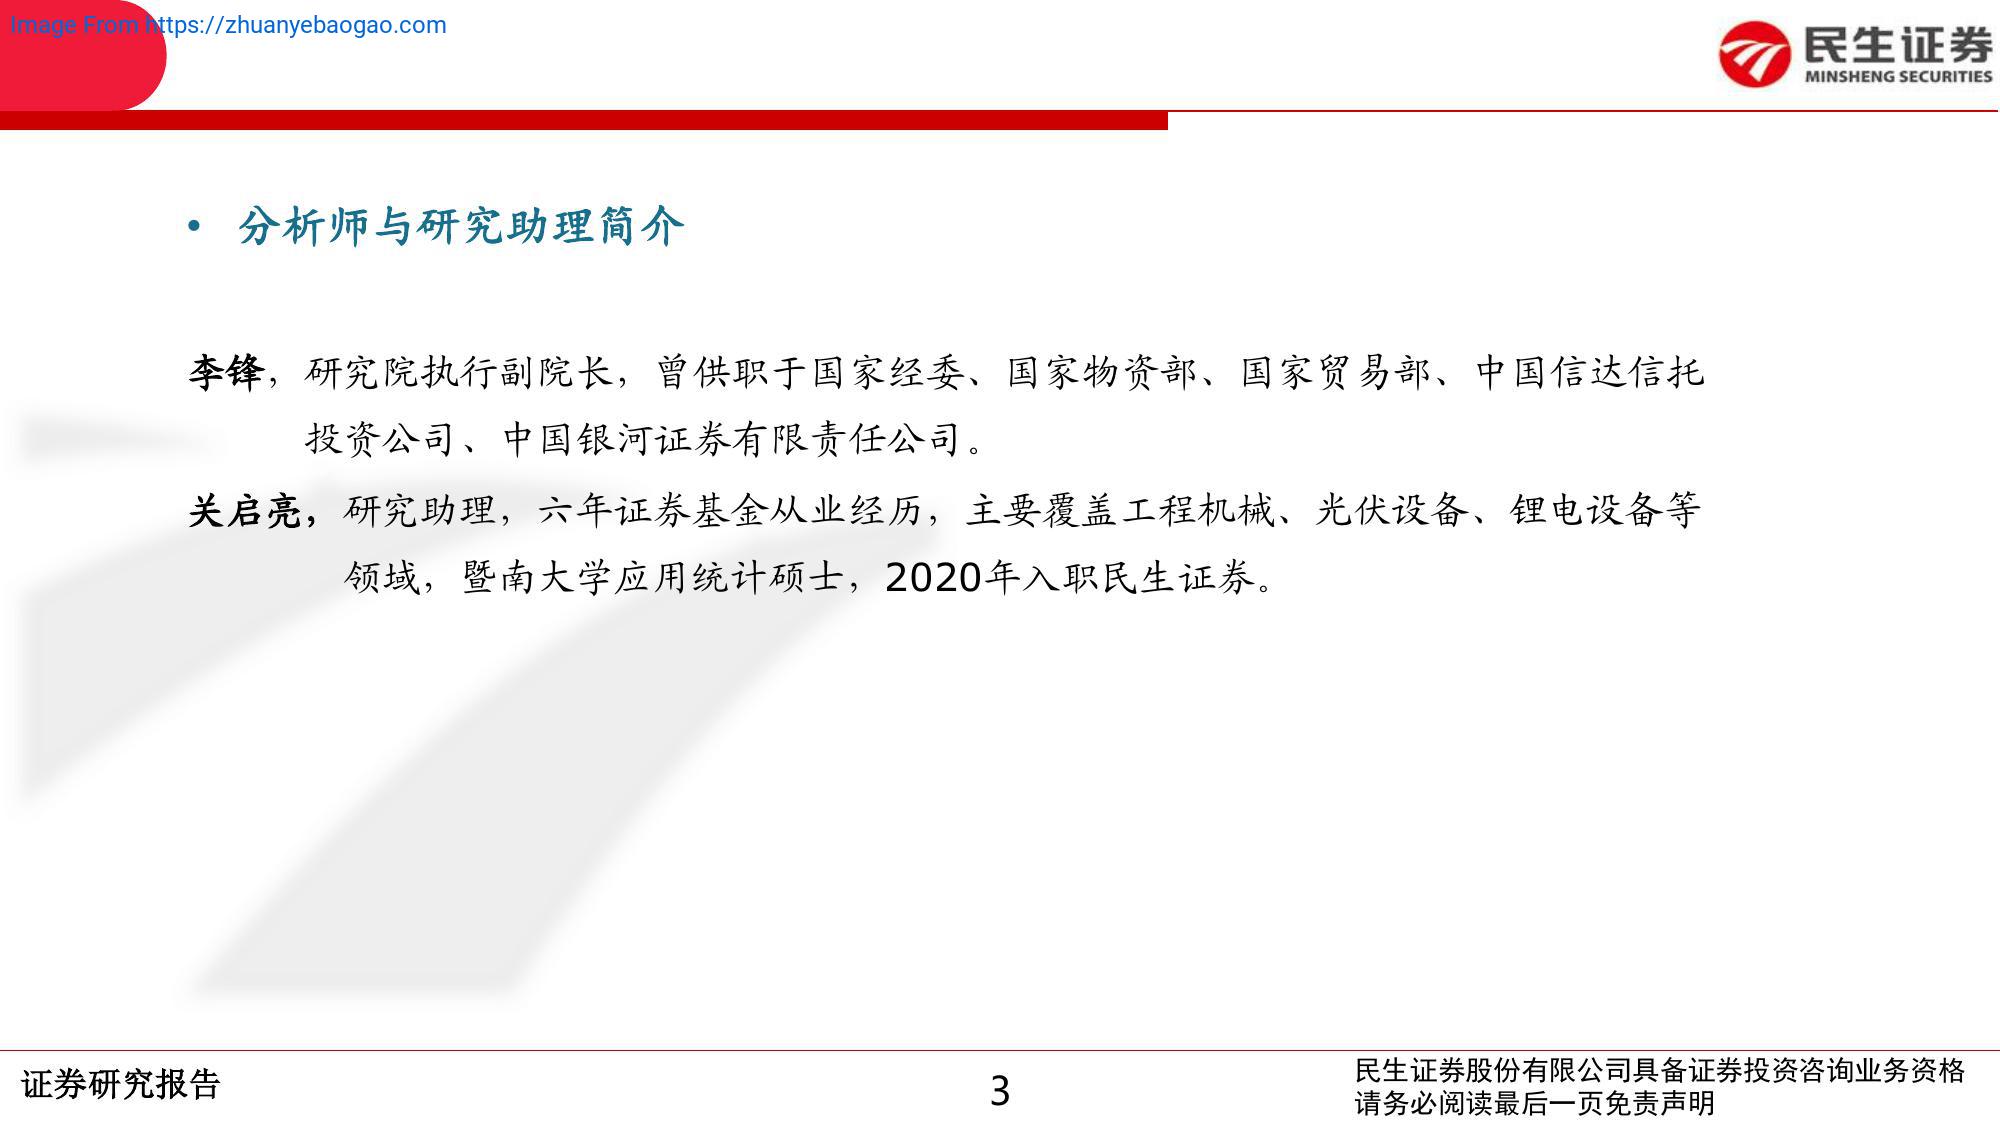 Image From https://zhuanyebaogao.com
民生证券
MINSHENG SECURITIES
• 分析师与研究助理简介
李锋，研究院执行副院长，曾供职于国家经委、国家物资部、国家贸易部、中国信达信托
投资公司、中国银河证券有限责任公司。
关启亮，研究助理，六年证券基金从业经历，主要覆盖工程机械、光伏设备、锂电设备等
领域，暨南大学应用统计硕士，2020年入职民生证券。
证券研究报告
3
民生证券股份有限公司具备证券投资咨询业务资格
请务必阅读最后一页免责声明